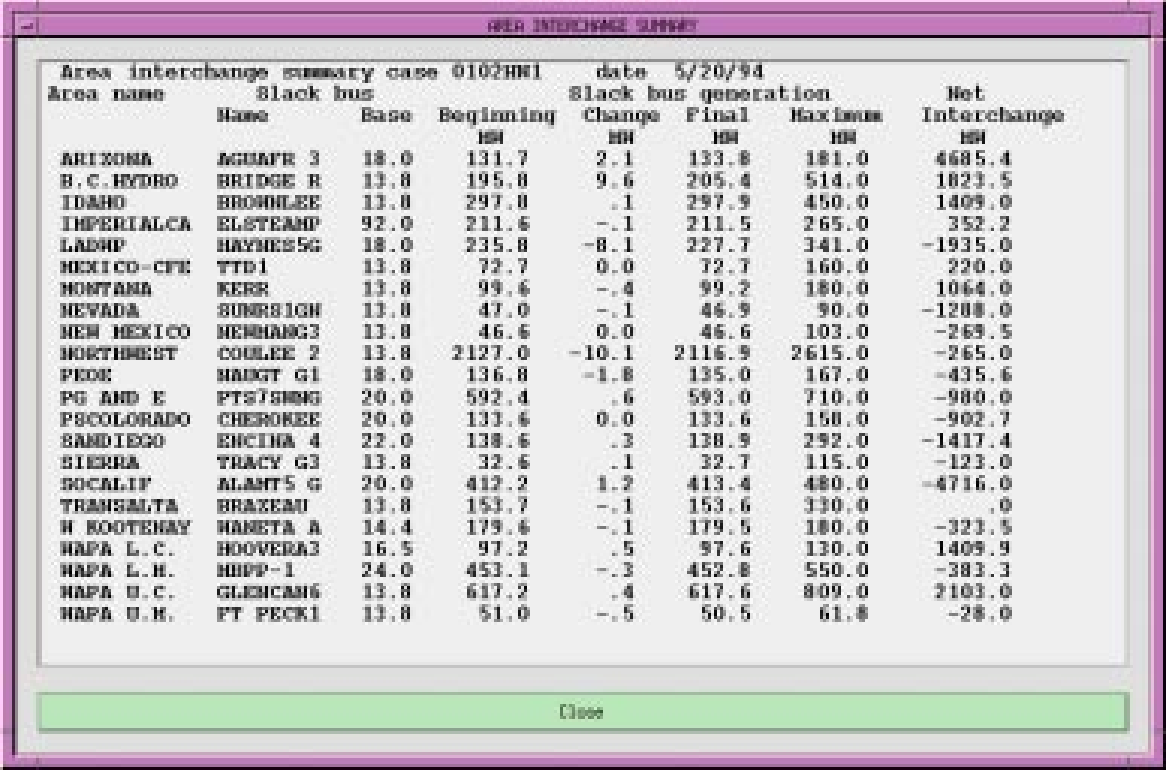 AREA INTERCHANGE SUMMARY
Area interchange summary case 0102HW1 date 5/20/94
Area name Slack bus Slack bus generation Net
Name Base Beginning Change Final Maximum Interchange
MW MW MW MW MW
ARIZONA AGUAFR 3 18.0 131.7 2.1 133.8 181.0 4685.4
B.C.HYDRO BRIDGE R 13.8 195.8 9.6 205.4 514.0 1823.5
IDAHO BROWNLEE 13.8 297.8 .1 297.9 450.0 1409.0
IMPERIALCA ELSTEAMP 92.0 211.6 -.1 211.5 265.0 352.2
LADWP HAYNES5G 18.0 235.8 -8.1 227.7 341.0 -1935.0
MEXICO-CFE TTD1 13.8 72.7 0.0 72.7 160.0 220.0
MONTANA KERR 13.8 99.6 -.4 99.2 180.0 1064.0
NEVADA SUNRS1GN 13.8 47.0 -.1 46.9 90.0 -1288.0
NEW MEXICO NEWMANG3 13.8 46.6 0.0 46.6 103.0 -269.5
NORTHWEST COULEE 2 13.8 2127.0 -10.1 2116.9 2615.0 -265.0
HAUGT G1 18.0 136.8 -1.8 135.0 167.0 -435.6
PG AND E 20.0 592.4 .6 593.0 710.0 -980.0
PSCOLORADO CHEROKEE 20.0 133.6 0.0 133.6 158.0 -902.7
SANDIEGO ENCINA 4 22.0 138.6 .3 138.9 292.0 -1417.4
SIERRA TRACY G3 13.8 32.6 .1 32.7 115.0 -123.0
SOCALIF ALAMT5 G 20.0 412.2 1.2 413.4 480.0 -4716.0
TRANSALTA BRAZEAU 13.8 153.7 -.1 153.6 330.0 .0
W KOOTENAY WANETA A 14.4 179.6 -.1 179.5 180.0 -323.5
WAPA L.C. HOOVERA3 16.5 97.2 .5 97.6 130.0 1409.9
WAPA L.M. MBPP-1 24.0 453.1 -.3 452.8 550.0 -383.3
WAPA U.C. GLENCAN6 13.8 617.2 .4 617.6 809.0 2103.0
WAPA U.M. FT PECK1 13.8 51.0 -.5 50.5 61.8 -28.0
Close